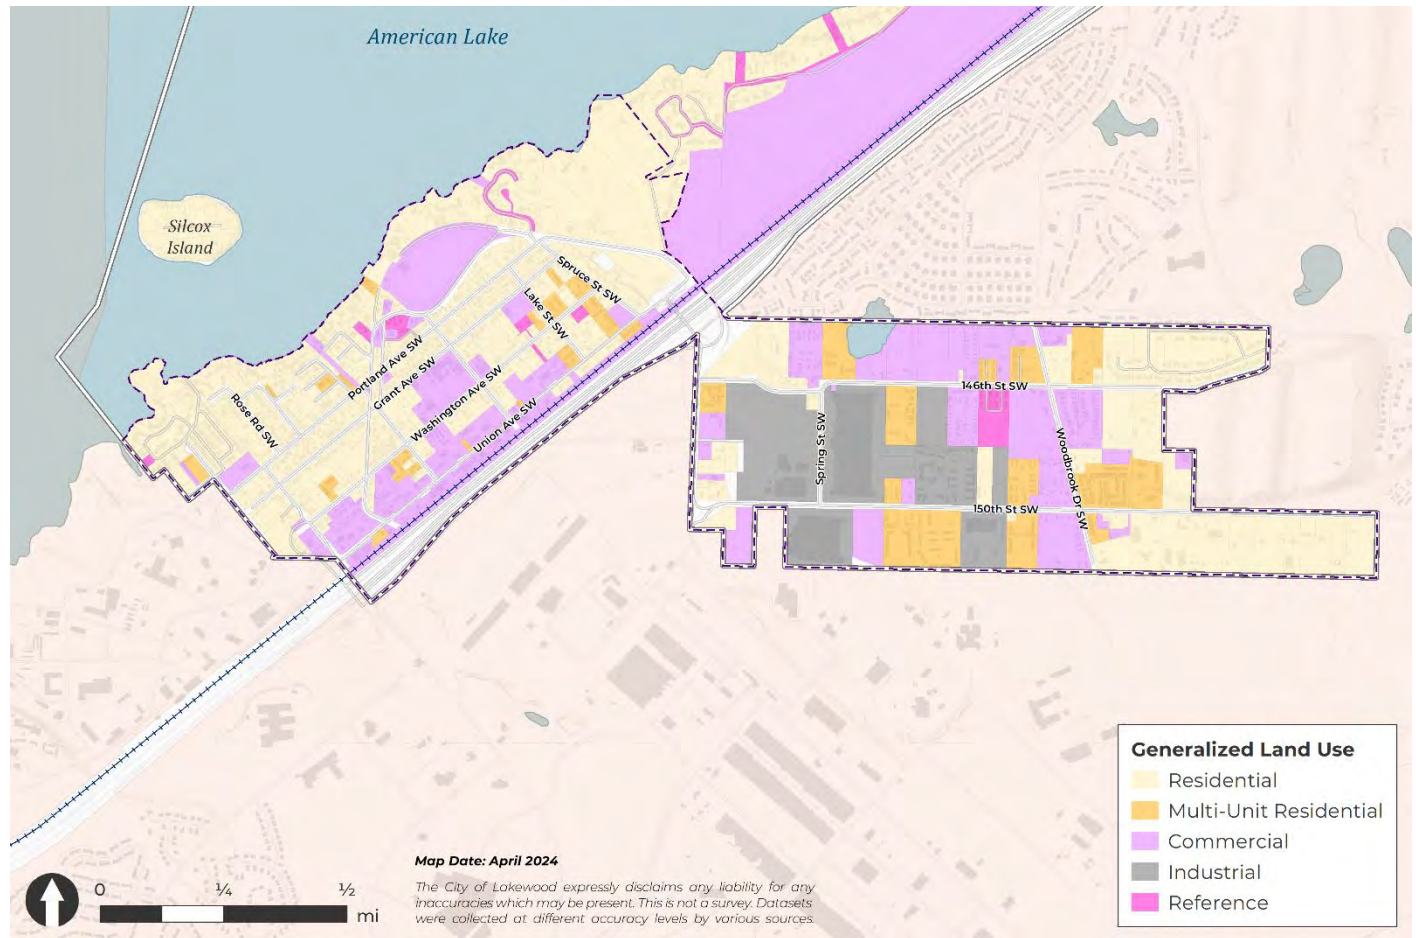 American Lake
Silcox
Island
Spruce St SW
Lake St SW
Portland Ave SW
Grant Ave SW
Washington Ave SW
Union Ave SW
Rose Rd SW
146th St SW
Spring St SW
Woodbrook Dr SW
150th St SW
Generalized Land Use
Residential
Multi-Unit Residential
Commercial
Industrial
Reference
Map Date: April 2024
The City of Lakewood expressly disclaims any liability for any
inaccuracies which may be present. This is not a survey. Datasets
were collected at different accuracy levels by various sources.
0 ¼ ½
mi